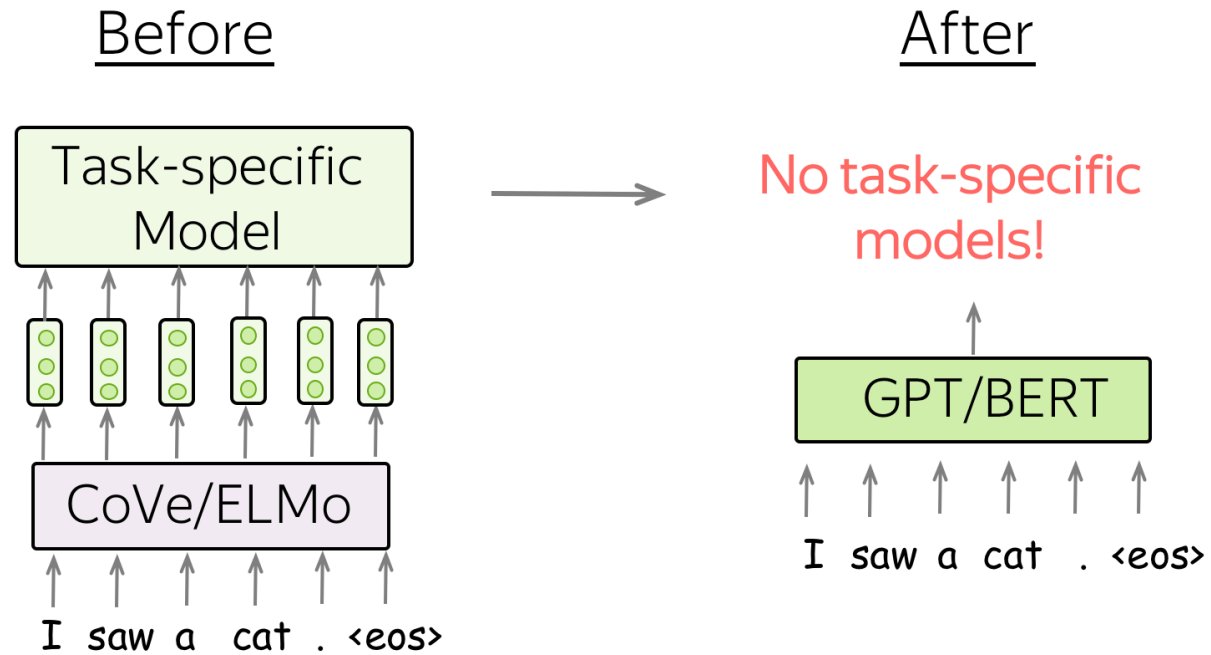 Before
Task-specific
Model
CoVe/ELMo
I saw a cat . <eos>
After
No task-specific
models!
GPT/BERT
I saw a cat . <eos>